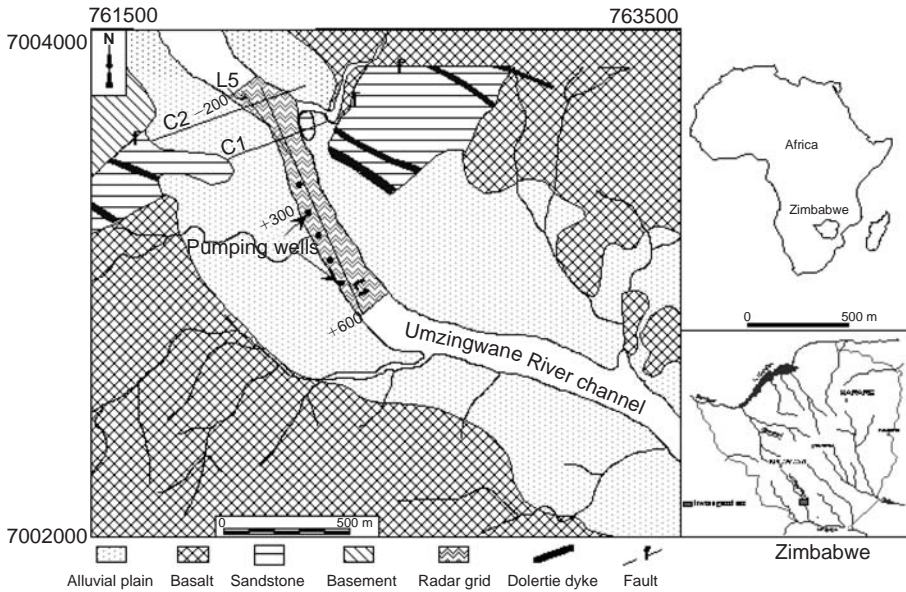 761500
763500
7004000
N
L5
C2
−200
C1
f
f
f
+300
Pumping wells
+600
Umzingwane River channel
0
500 m
7002000
Africa
Zimbabwe
0
500 m
HARARE
Zimbabwe
Alluvial plain
Basalt
Sandstone
Basement
Radar grid
Dolertie dyke
f
Fault